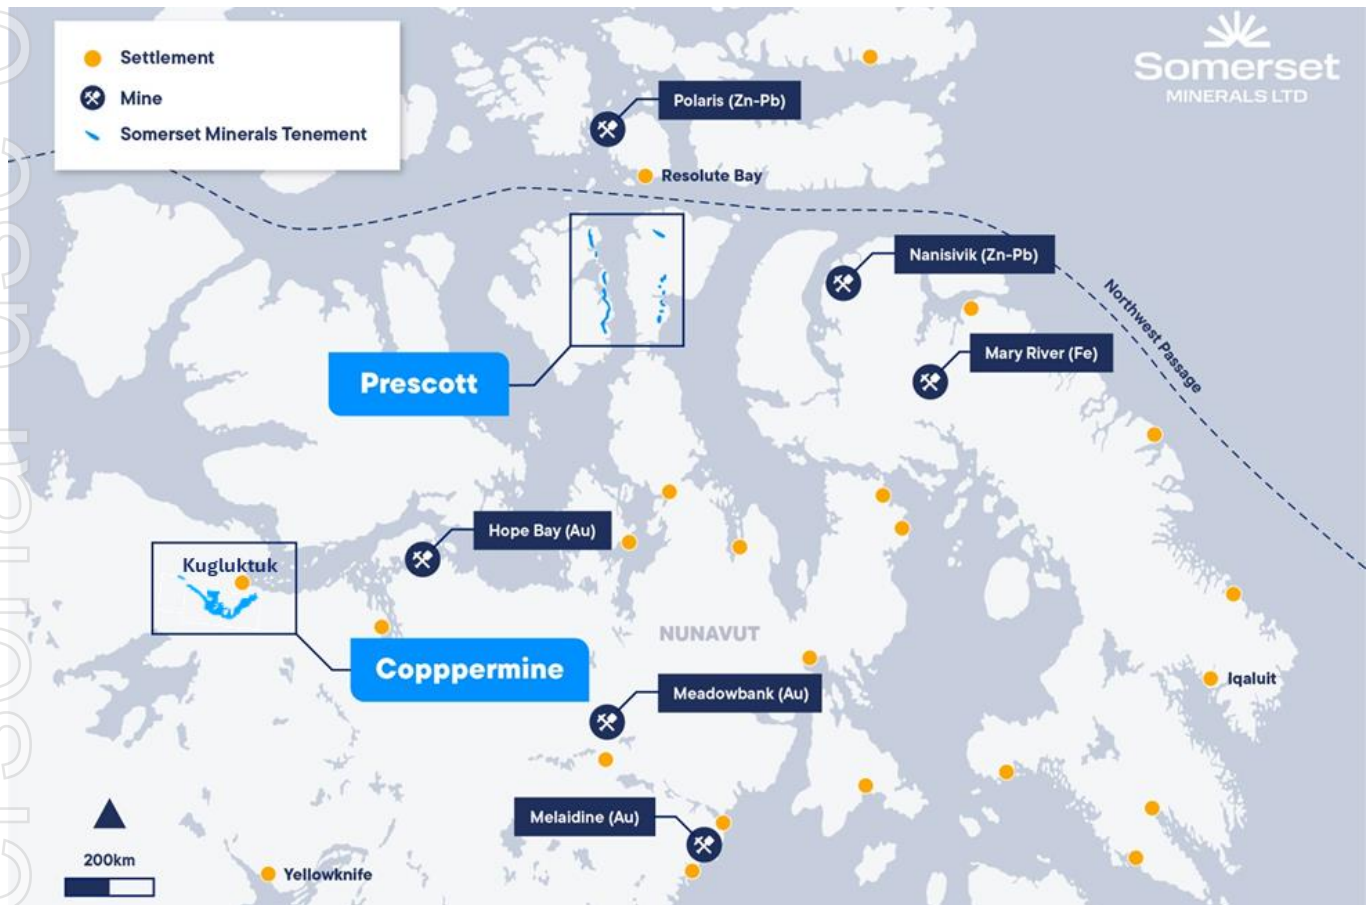 Settlement
Mine
Somerset Minerals Tenement
Somerset
MINERALS LTD
Polaris (Zn-Pb)
Resolute Bay
Nanisivik (Zn-Pb)
Northwest Passage
Mary River (Fe)
Prescott
Hope Bay (Au)
Kugluktuk
NUNAVUT
Copppermine
Meadowbank (Au)
Iqaluit
Melaidine (Au)
200km
Yellowknife